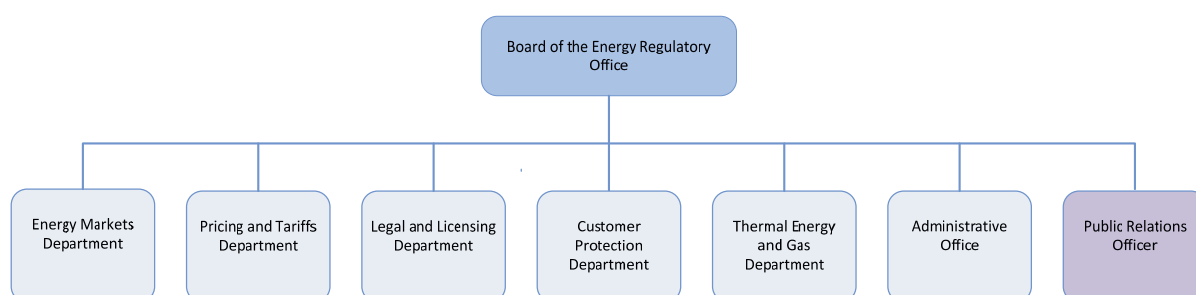 Board of the Energy Regulatory
Office
Energy Markets
Department
Pricing and Tariffs
Department
Legal and Licensing
Department
Customer
Protection
Department
Thermal Energy
and Gas
Department
Administrative
Office
Public Relations
Officer